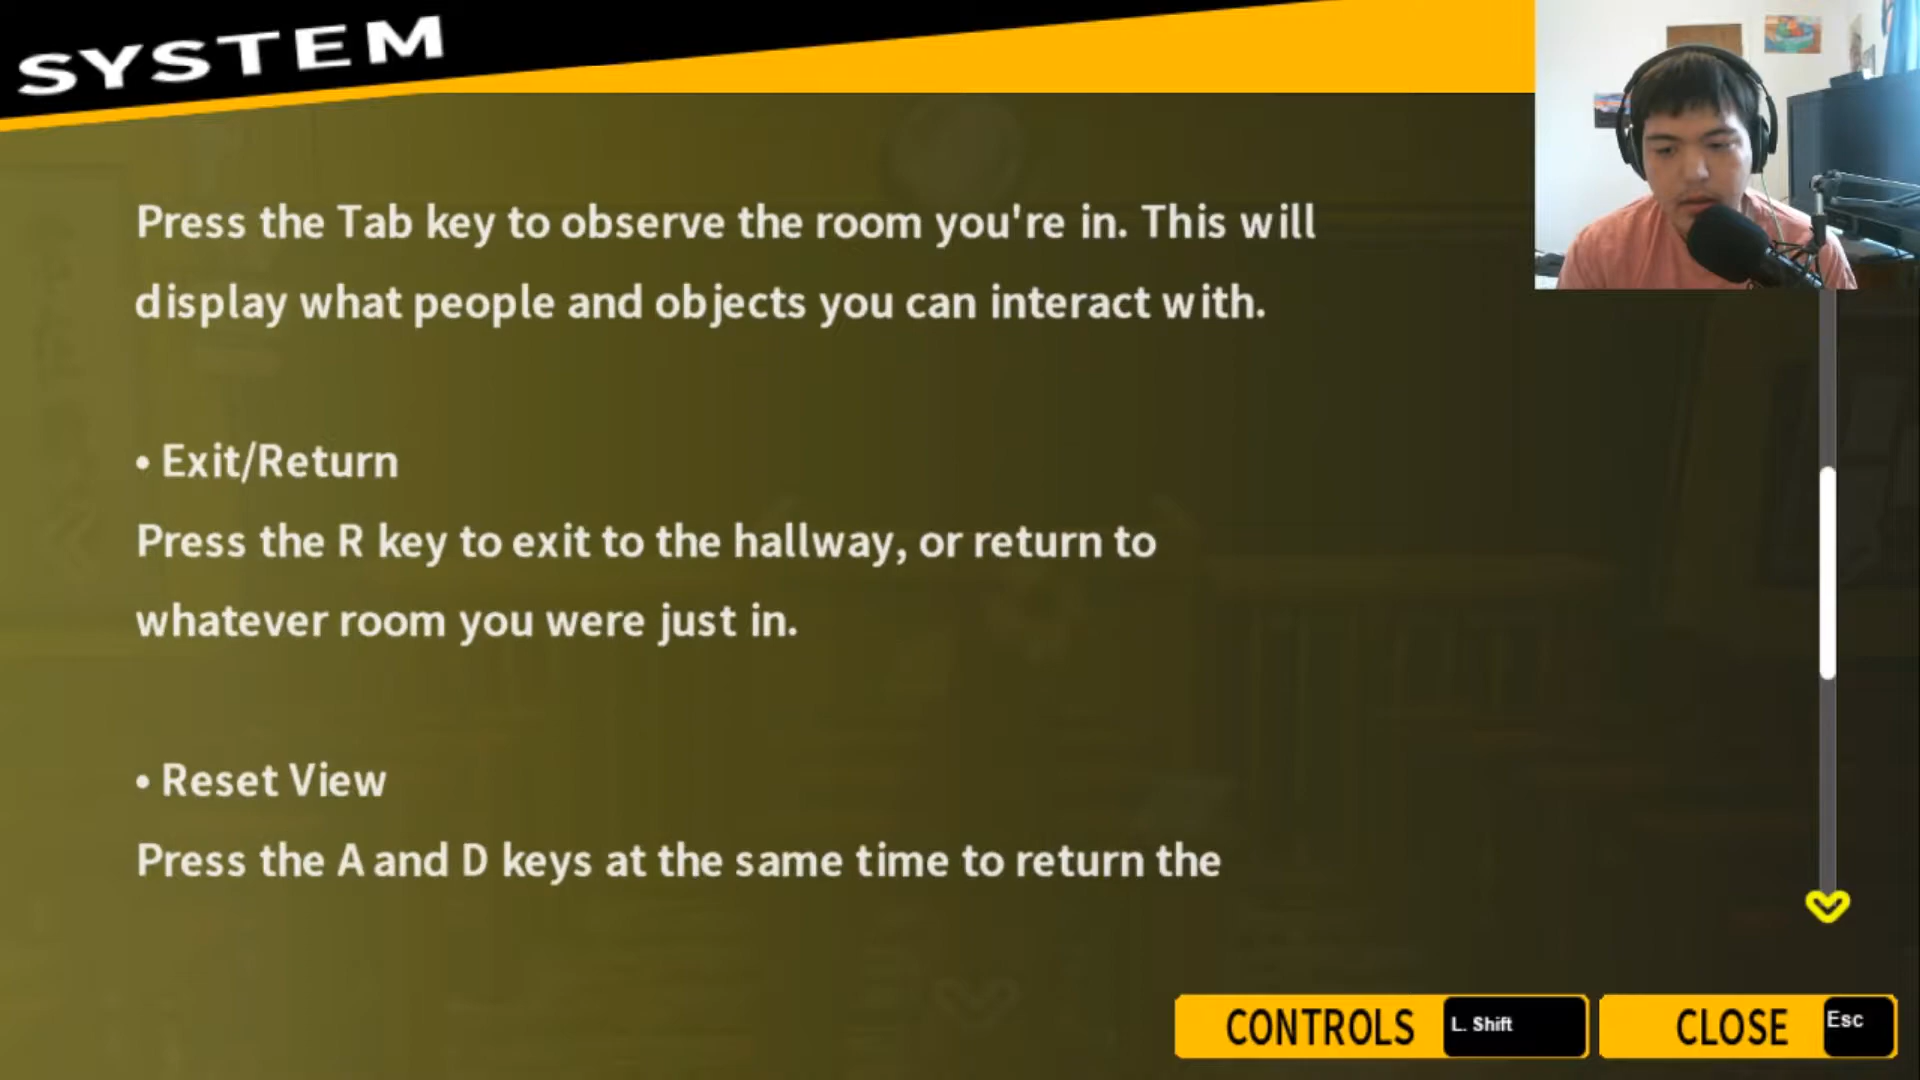 SYSTEM
Press the Tab key to observe the room you're in. This will
display what people and objects you can interact with.
• Exit/Return
Press the R key to exit to the hallway, or return to
whatever room you were just in.
• Reset View
Press the A and D keys at the same time to return the
CONTROLS L. Shift CLOSE Esc